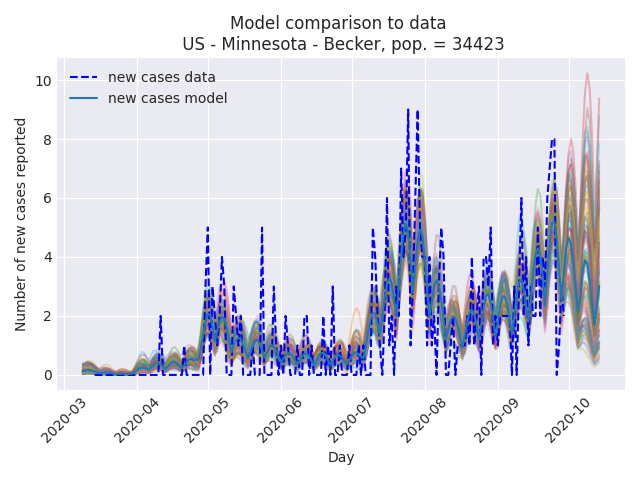 Model comparison to data
US - Minnesota - Becker, pop. = 34423
new cases data
new cases model
Number of new cases reported
10
8
6
4
2
0
2020-03
2020-04
2020-05
2020-06
2020-07
2020-08
2020-09
2020-10
Day